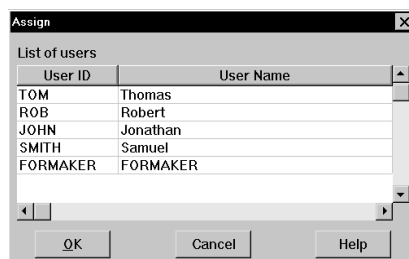 Assign
List of users
User ID User Name
TOM Thomas
ROB Robert
JOHN Jonathan
SMITH Samuel
FORMAKER FORMAKER
OK Cancel Help